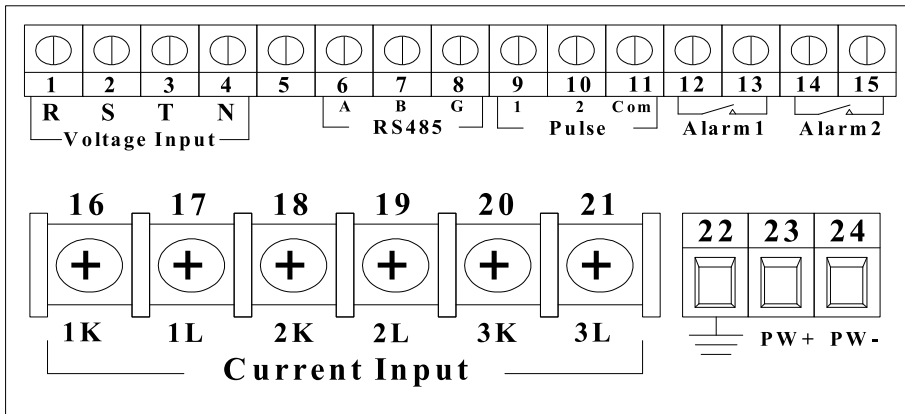 1 2 3 4 5 6 7 8 9 10 11 12 13 14 15
R S T N A B G 1 2 Com
Voltage Input RS485 Pulse Alarm1 Alarm2
16 17 18 19 20 21
22 23 24
1K 1L 2K 2L 3K 3L
PW+ PW-
Current Input